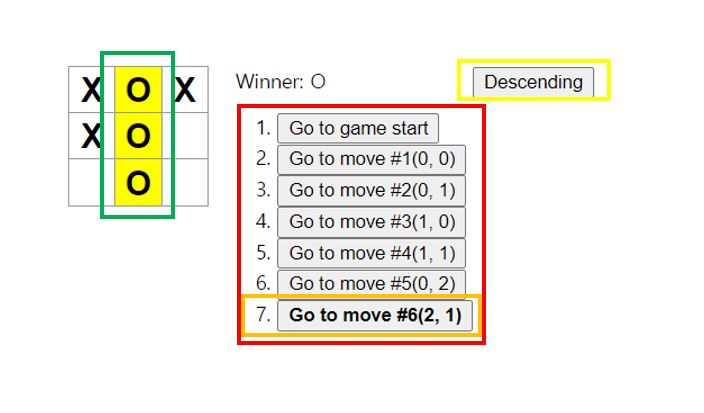 X O X
X O
O
Winner: O
Descending
1. Go to game start
2. Go to move #1(0, 0)
3. Go to move #2(0, 1)
4. Go to move #3(1, 0)
5. Go to move #4(1, 1)
6. Go to move #5(0, 2)
7. Go to move #6(2, 1)